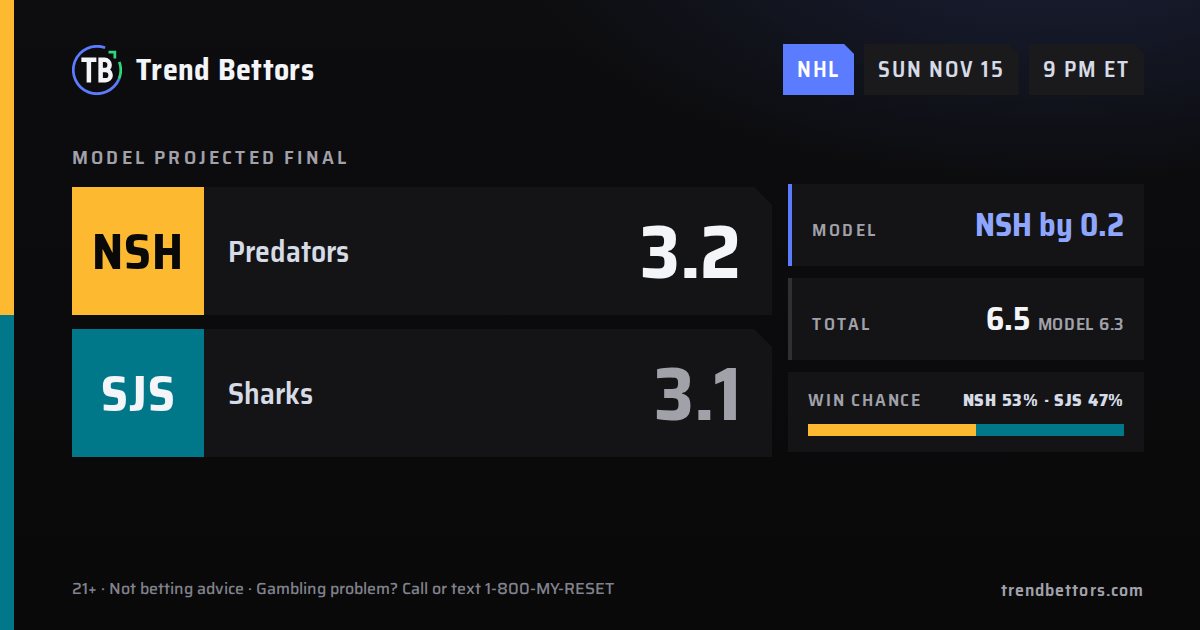 TB Trend Bettors
NHL SUN NOV 15 9 PM ET
MODEL PROJECTED FINAL
NSH Predators 3.2
SJS Sharks 3.1
MODEL NSH by 0.2
TOTAL 6.5 MODEL 6.3
WIN CHANCE NSH 53% · SJS 47%
21+ · Not betting advice · Gambling problem? Call or text 1-800-MY-RESET
trendbettors.com